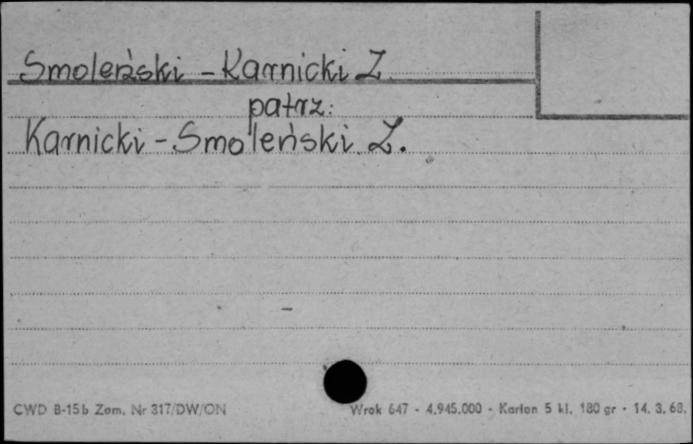 Smoleński - Karnicki Z.
patrz:
Karnicki - Smoleński Z.
CWD B-15b Zam. Nr 317/DW/ON
Wrok 647 - 4.945.000 - Karton 5 kl. 180 gr - 14. 3. 68.